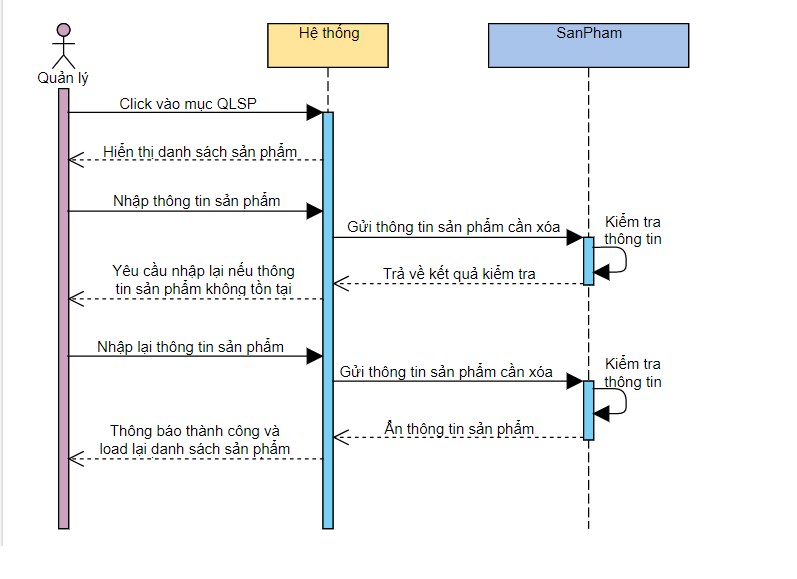 Hệ thống
SanPham
Quản lý
Click vào mục QLSP
Hiển thị danh sách sản phẩm
Nhập thông tin sản phẩm
Gửi thông tin sản phẩm cần xóa
Kiểm tra
thông tin
Trả về kết quả kiểm tra
Yêu cầu nhập lại nếu thông
tin sản phẩm không tồn tại
Nhập lại thông tin sản phẩm
Gửi thông tin sản phẩm cần xóa
Kiểm tra
thông tin
Ẩn thông tin sản phẩm
Thông báo thành công và
load lại danh sách sản phẩm